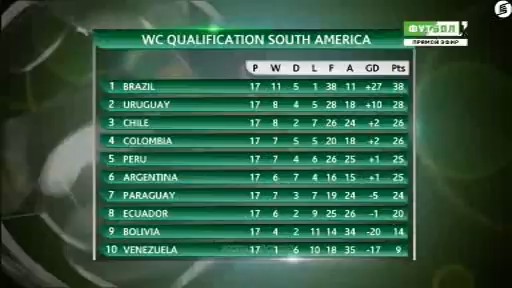 ФУТБОЛ 1
ПРЯМОЙ ЭФИР
WC QUALIFICATION SOUTH AMERICA
P W D L F A GD Pts
1 BRAZIL 17 11 5 1 38 11 +27 38
2 URUGUAY 17 8 4 5 28 18 +10 28
3 CHILE 17 8 2 7 26 24 +2 26
4 COLOMBIA 17 7 5 5 20 18 +2 26
5 PERU 17 7 4 6 26 25 +1 25
6 ARGENTINA 17 6 7 4 16 15 +1 25
7 PARAGUAY 17 7 3 7 19 24 -5 24
8 ECUADOR 17 6 2 9 25 26 -1 20
9 BOLIVIA 17 4 2 11 14 34 -20 14
10 VENEZUELA 17 1 6 10 18 35 -17 9